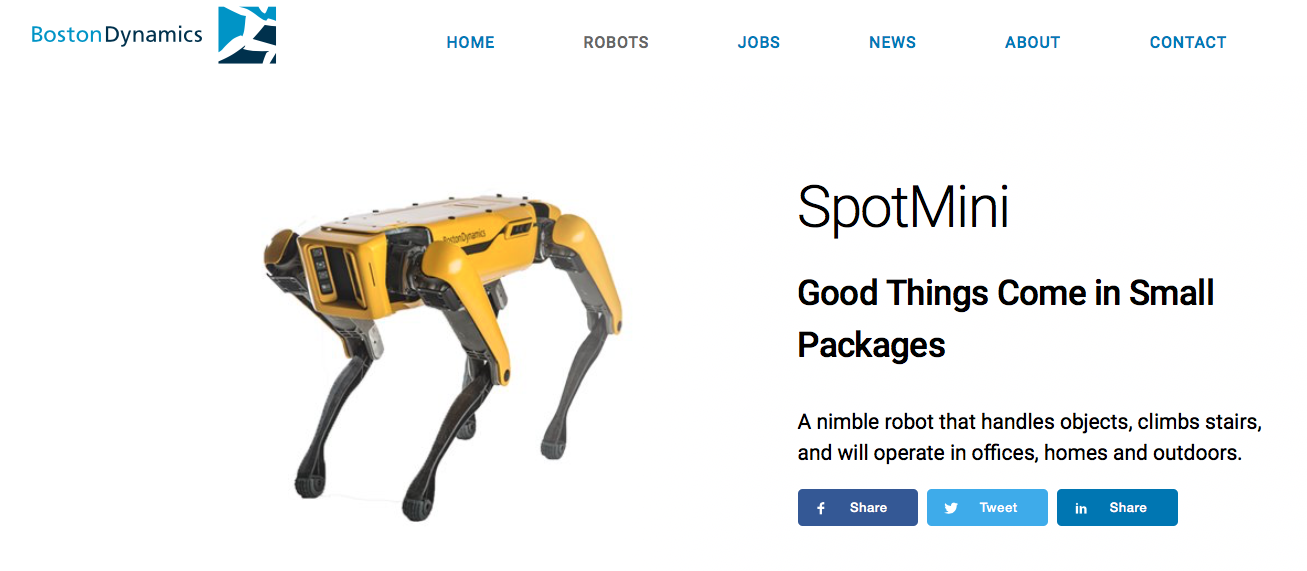 BostonDynamics
HOME
ROBOTS
JOBS
NEWS
ABOUT
CONTACT
BostonDynamics
SpotMini
Good Things Come in Small
Packages
A nimble robot that handles objects, climbs stairs,
and will operate in offices, homes and outdoors.
f Share
Tweet
in Share